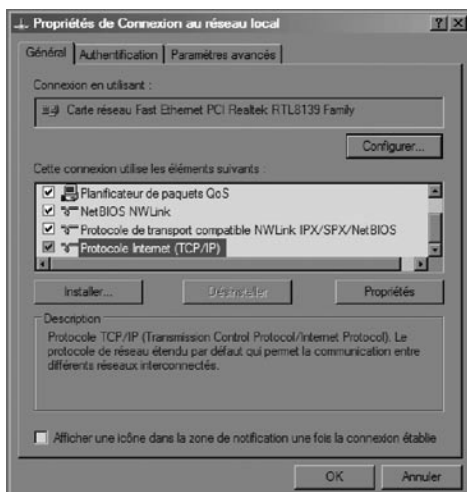 Propriétés de Connexion au réseau local
Général Authentification Paramètres avancés
Connexion en utilisant :
Carte réseau Fast Ethernet PCI Realtek RTL8139 Family
Configurer...
Cette connexion utilise les éléments suivants :
Planificateur de paquets QoS
NetBIOS NWLink
Protocole de transport compatible NWLink IPX/SPX/NetBIOS
Protocole Internet (TCP/IP)
Installer... Désinstaller Propriétés
Description
Protocole TCP/IP (Transmission Control Protocol/Internet Protocol). Le
protocole de réseau étendu par défaut qui permet la communication entre
différents réseaux interconnectés.
Afficher une icône dans la zone de notification une fois la connexion établie
OK Annuler